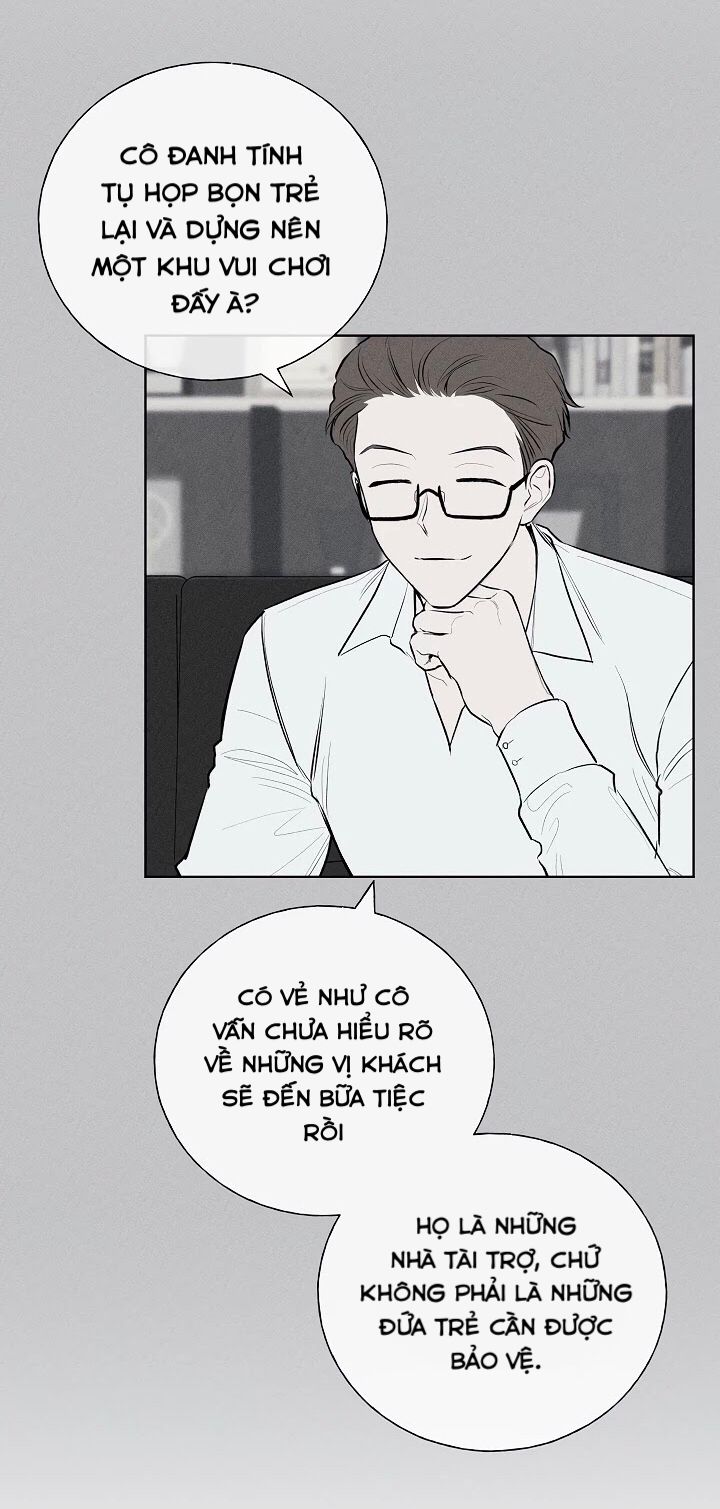 CÔ ĐANH TÍNH
TỤ HỌP BỌN TRẺ
LẠI VÀ DỰNG NÊN
MỘT KHU VUI CHƠI
ĐẤY À?
CÓ VẺ NHƯ CÔ
VẪN CHƯA HIỂU RÕ
VỀ NHỮNG VỊ KHÁCH
SẼ ĐẾN BỮA TIỆC
RỒI
HỌ LÀ NHỮNG
NHÀ TÀI TRỢ, CHỨ
KHÔNG PHẢI LÀ NHỮNG
ĐỨA TRẺ CẦN ĐƯỢC
BẢO VỆ.